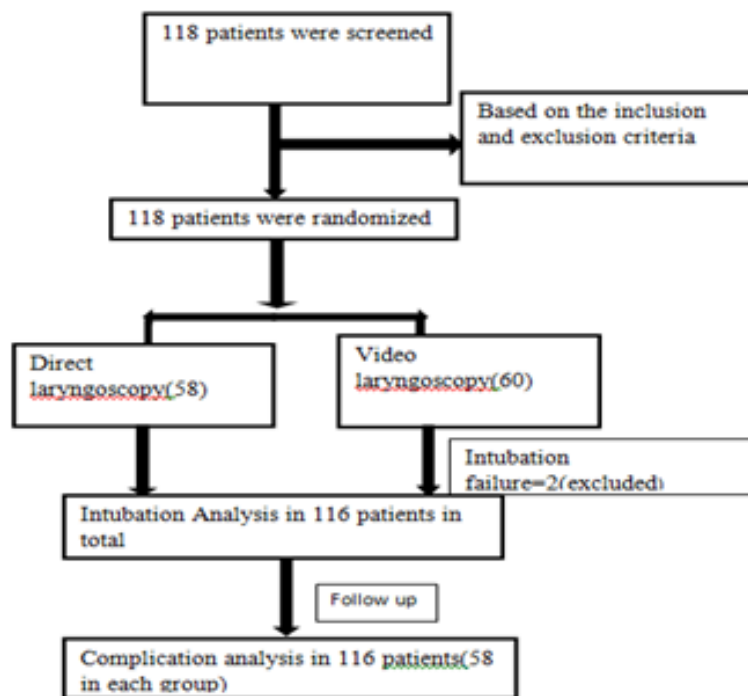 118 patients were screened
Based on the inclusion
and exclusion criteria
118 patients were randomized
Direct
laryngoscopy(58)
Video
laryngoscopy(60)
Intubation
failure=2(excluded)
Intubation Analysis in 116 patients in
total
Follow up
Complication analysis in 116 patients(58
in each group)